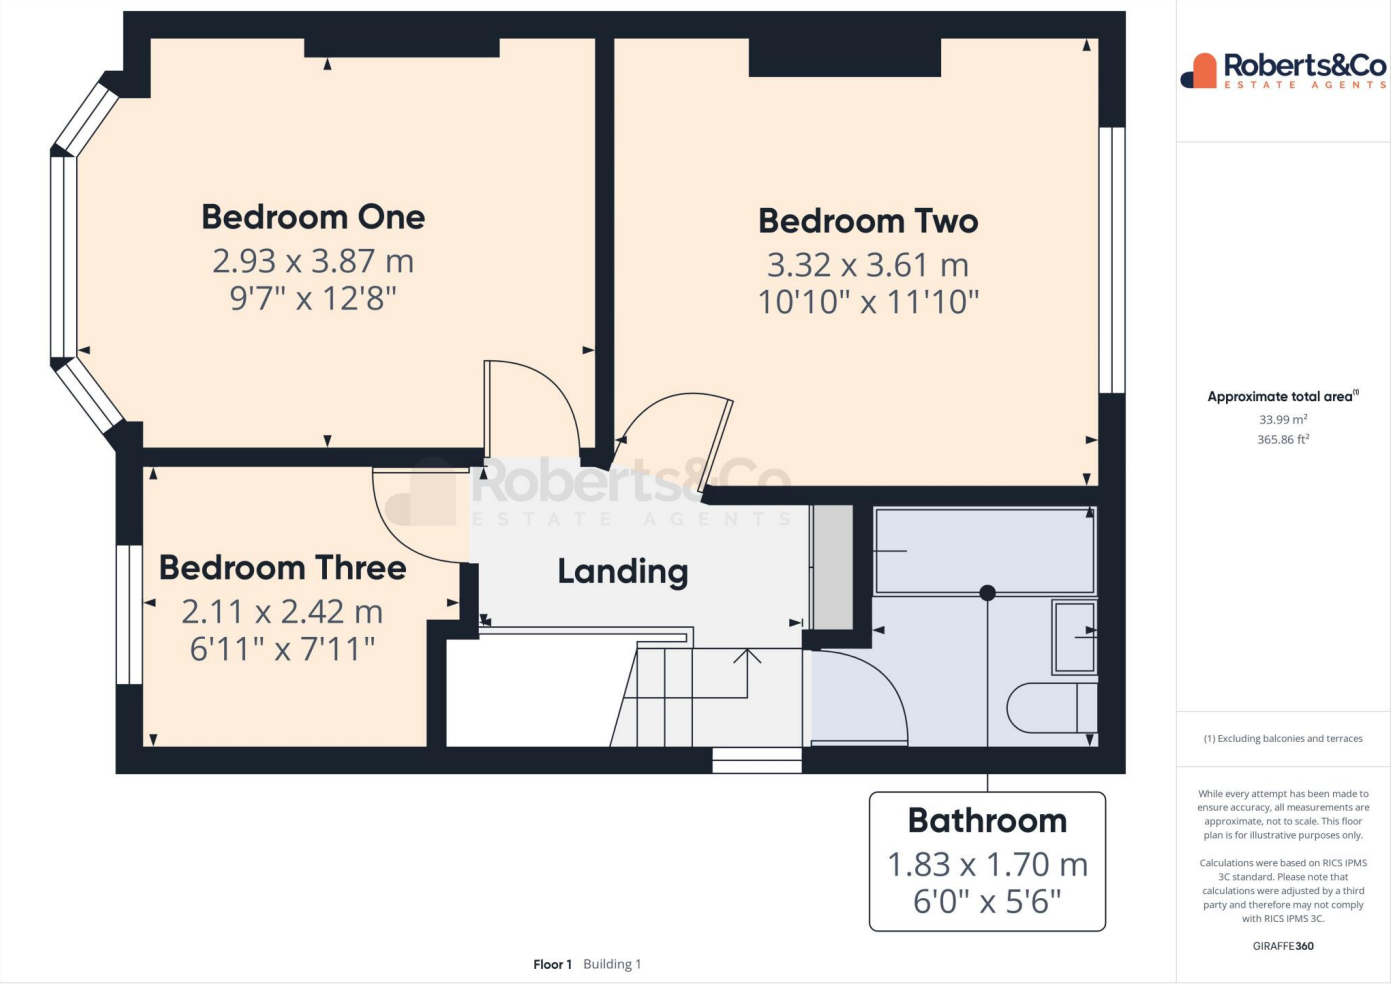 Bedroom One
2.93 x 3.87 m
9'7" x 12'8"
Bedroom Two
3.32 x 3.61 m
10'10" x 11'10"
Roberts&Co
ESTATE AGENTS
Bedroom Three
2.11 x 2.42 m
6'11" x 7'11"
Landing
Bathroom
1.83 x 1.70 m
6'0" x 5'6"
Floor 1 Building 1
Roberts&Co
ESTATE AGENTS
Approximate total area(1)
33.99 m²
365.86 ft²
(1) Excluding balconies and terraces
While every attempt has been made to
ensure accuracy, all measurements are
approximate, not to scale. This floor
plan is for illustrative purposes only.
Calculations were based on RICS IPMS
3C standard. Please note that
calculations were adjusted by a third
party and therefore may not comply
with RICS IPMS 3C.
GIRAFFE360